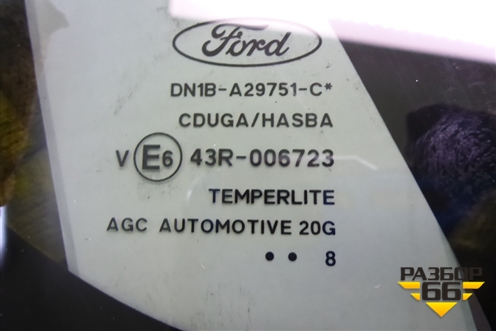 Ford
DN1B-A29751-C*
CDUGA/HASBA
V E6 43R-006723
TEMPERLITE
AGC AUTOMOTIVE 20G
•• 8
РАЗБОР
66